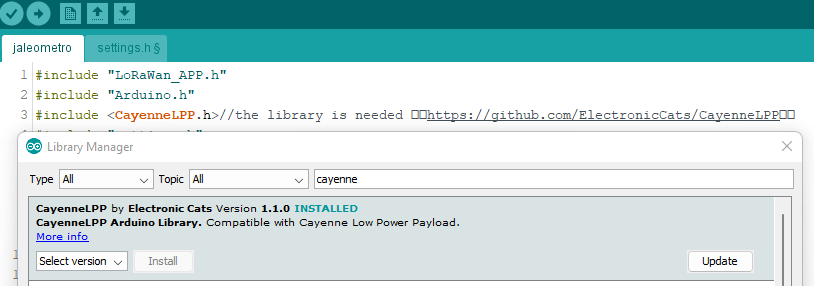 jaleometro
settings.h §
1 #include "LoRaWan_APP.h"
2 #include "Arduino.h"
3 #include <CayenneLPP.h>//the library is needed https://github.com/ElectronicCats/CayenneLPP
Library Manager
Type All Topic All cayenne
CayenneLPP by Electronic Cats Version 1.1.0 INSTALLED
CayenneLPP Arduino Library. Compatible with Cayenne Low Power Payload.
More info
Select version Install Update